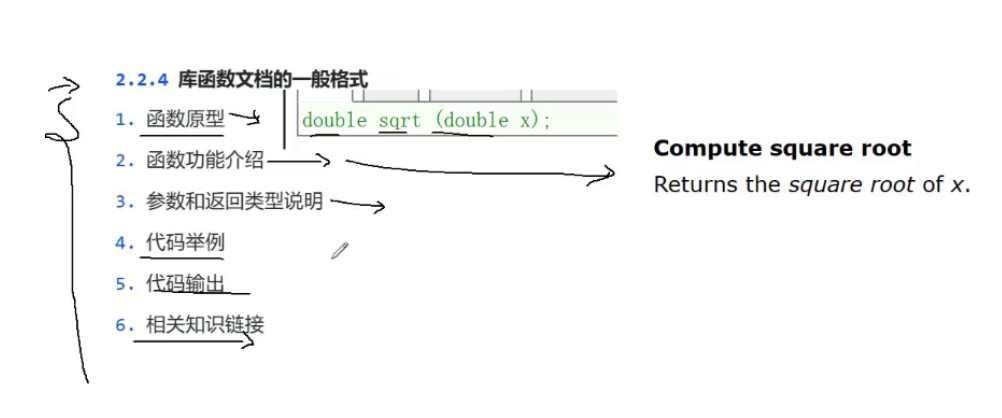 2.2.4 库函数文档的一般格式
1. 函数原型
double sqrt (double x);
2. 函数功能介绍
Compute square root
Returns the square root of x.
3. 参数和返回类型说明
4. 代码举例
5. 代码输出
6. 相关知识链接